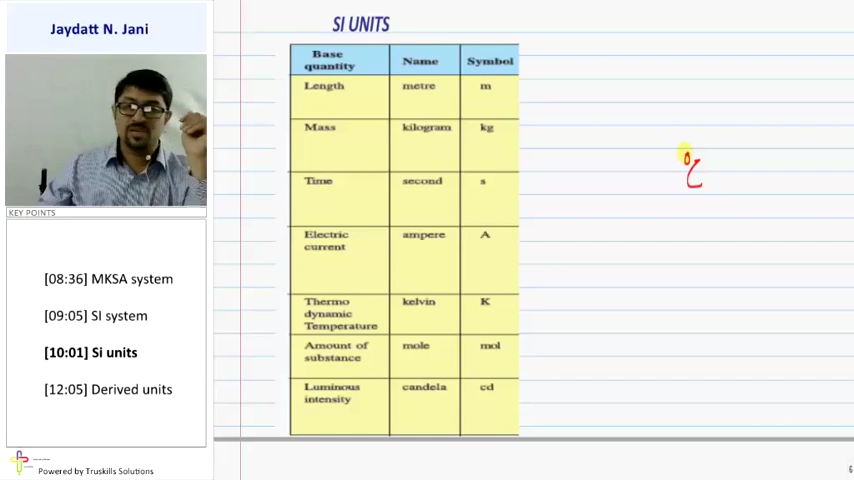 Jaydatt N. Jani
KEY POINTS
[08:36] MKSA system
[09:05] SI system
[10:01] Si units
[12:05] Derived units
Powered by Truskills Solutions
SI UNITS
Base quantity Name Symbol
Length metre m
Mass kilogram kg
Time second s
Electric current ampere A
Thermo dynamic Temperature kelvin K
Amount of substance mole mol
Luminous intensity candela cd
°C
6